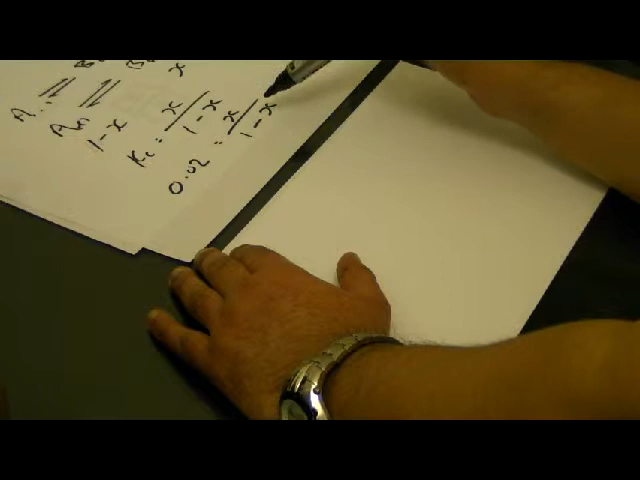 A ⇌ B
A ⇌ B
1-x x
Kc = x/1-x
0.02 = x/1-x